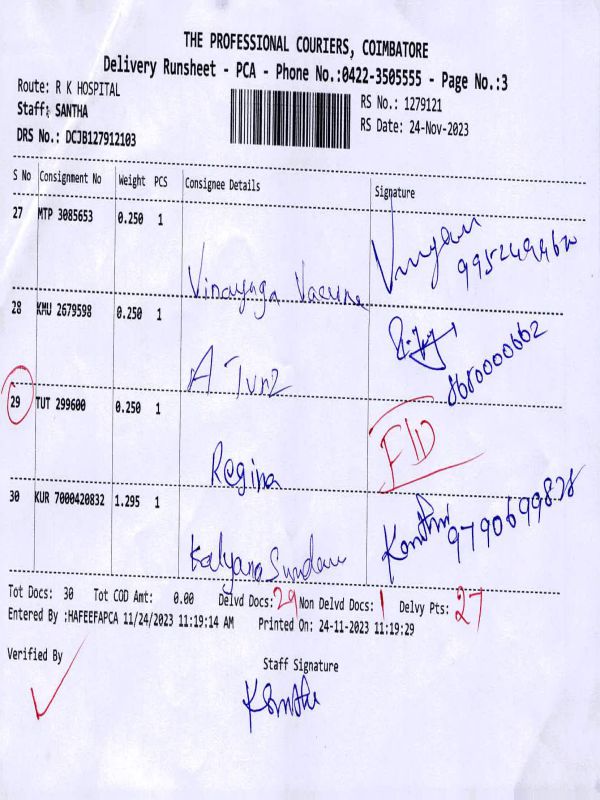 THE PROFESSIONAL COURIERS, COIMBATORE
Delivery Runsheet - PCA - Phone No.:0422-3505555 - Page No.:3
Route: R K HOSPITAL
RS No.: 1279121
Staff: SANTHA
RS Date: 24-Nov-2023
DRS No.: DCJB127912103
S No Consignment No Weight PCS Consignee Details Signature
27 MTP 3085653 0.250 1
Vinayaga Vaccum
28 KMU 2679598 0.250 1
8680000662
29 TUT 299600 0.250 1
Regina
30 KUR 7000420832 1.295 1
9790699828
Kalyana Sundam
Tot Docs: 30 Tot COD Amt: 0.00 Delvd Docs: 29 Non Delvd Docs: 1 Delvy Pts: 27
Entered By :HAFEEFAPCA 11/24/2023 11:19:14 AM Printed On: 24-11-2023 11:19:29
Verified By
Staff Signature